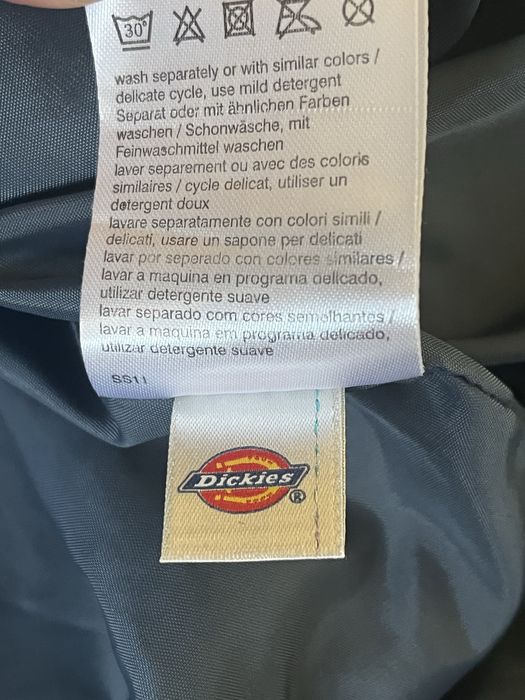 30°
wash separately or with similar colors /
delicate cycle, use mild detergent
Separat oder mit ähnlichen Farben
waschen / Schonwäsche, mit
Feinwaschmittel waschen
laver separement ou avec des coloris
similaires / cycle delicat, utiliser un
detergent doux
lavare separatamente con colori simili /
delicati, usare un sapone per delicati
lavar por seperado con colores similares /
lavar a maquina en programa delicado,
utilizar detergente suave
lavar separado com cores semelhantes /
lavar a maquina em programa delicado,
utilizar detergente suave
SS11
Dickies
®